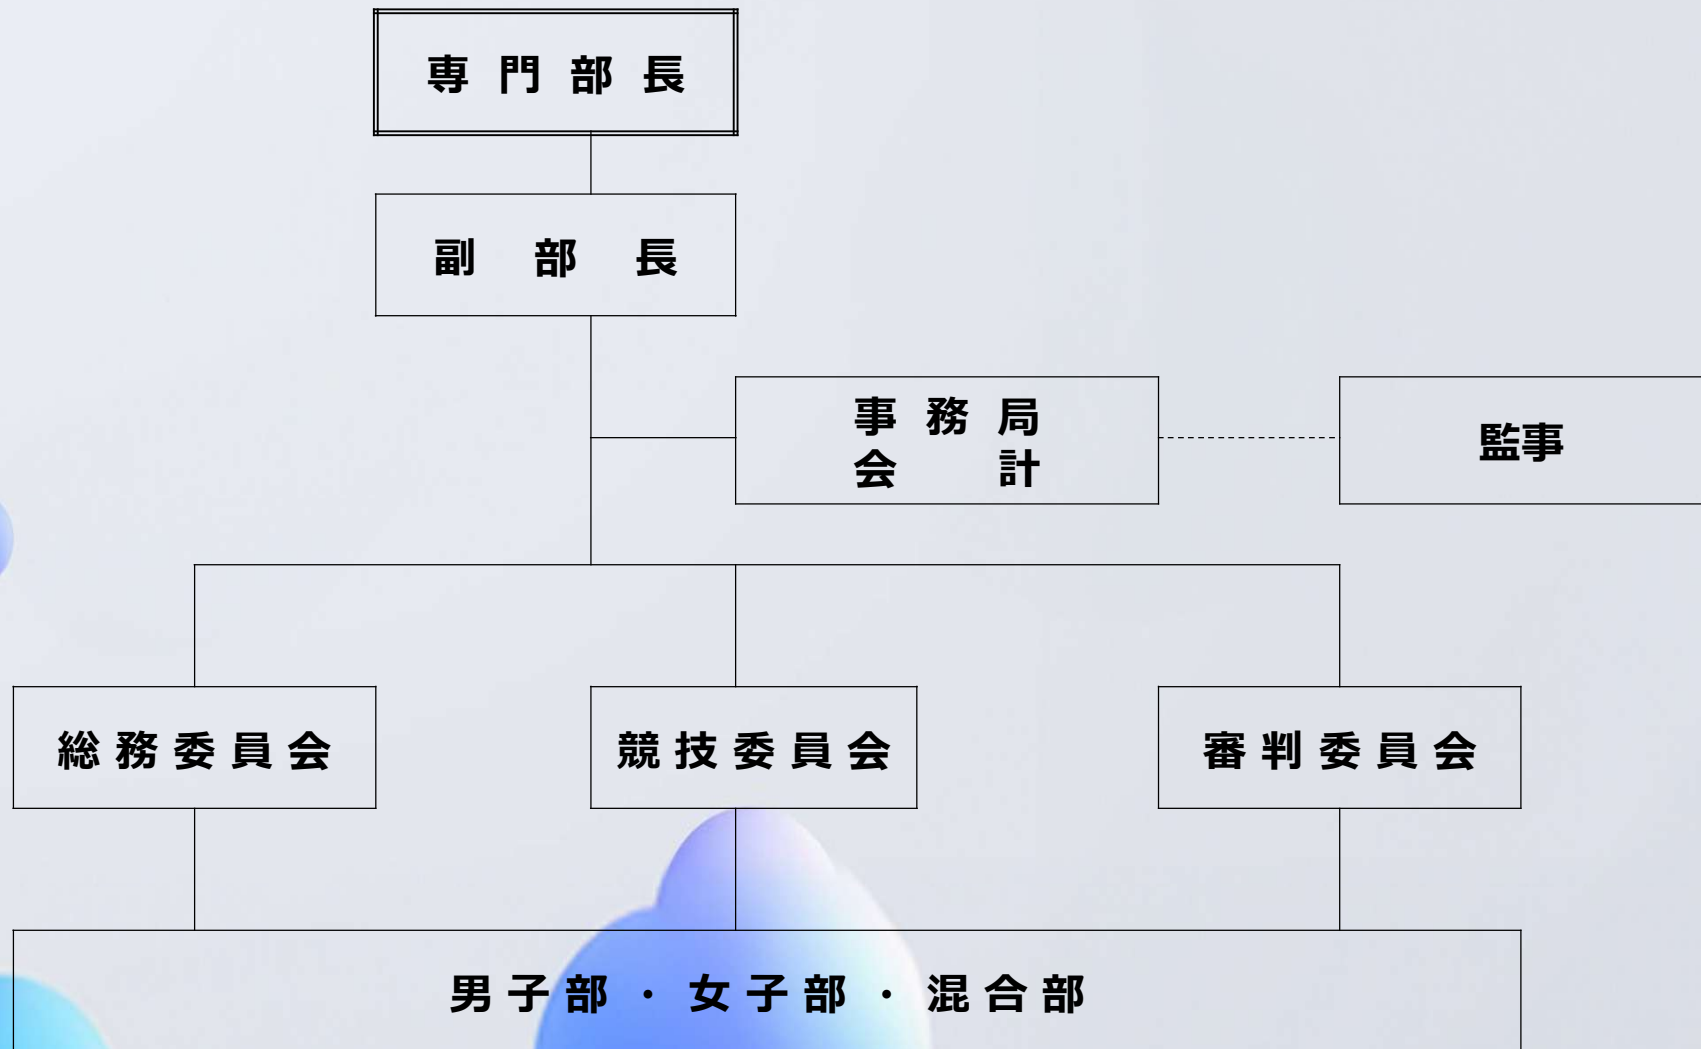 専門部長
副部長
事務局
会計
監事
総務委員会
競技委員会
審判委員会
男子部・女子部・混合部